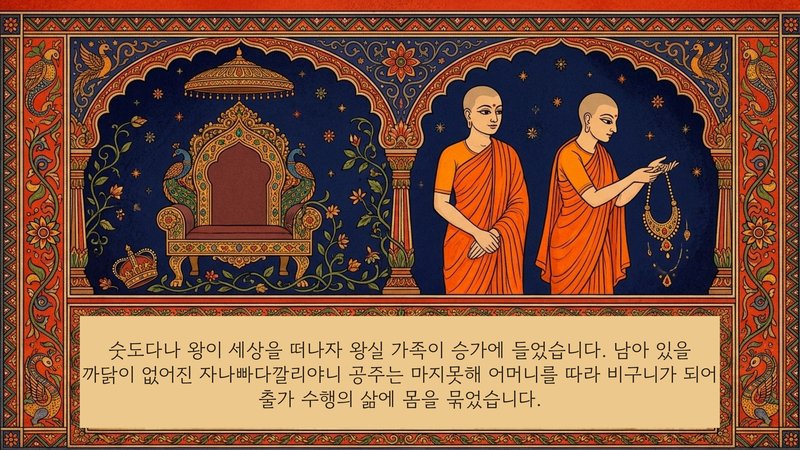 숫도다나 왕이 세상을 떠나자 왕실 가족이 승가에 들었습니다. 남아 있을
까닭이 없어진 자나빠다깔리야니 공주는 마지못해 어머니를 따라 비구니가 되어
출가 수행의 삶에 몸을 묶었습니다.